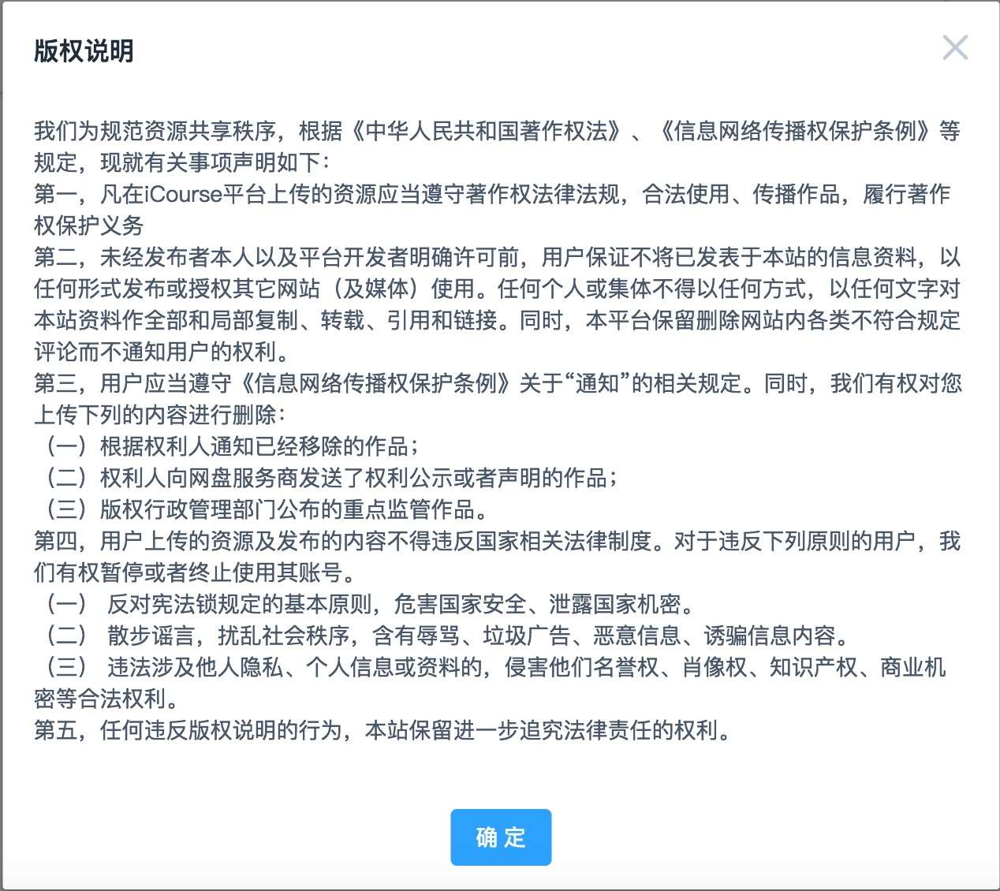 版权说明
我们为规范资源共享秩序，根据《中华人民共和国著作权法》、《信息网络传播权保护条例》等
规定，现就有关事项声明如下：
第一，凡在iCourse平台上传的资源应当遵守著作权法律法规，合法使用、传播作品，履行著作
权保护义务
第二，未经发布者本人以及平台开发者明确许可前，用户保证不将已发表于本站的信息资料，以
任何形式发布或授权其它网站（及媒体）使用。任何个人或集体不得以任何方式，以任何文字对
本站资料作全部和局部复制、转载、引用和链接。同时，本平台保留删除网站内各类不符合规定
评论而不通知用户的权利。
第三，用户应当遵守《信息网络传播权保护条例》关于“通知”的相关规定。同时，我们有权对您
上传下列的内容进行删除：
（一）根据权利人通知已经移除的作品；
（二）权利人向网盘服务商发送了权利公示或者声明的作品；
（三）版权行政管理部门公布的重点监管作品。
第四，用户上传的资源及发布的内容不得违反国家相关法律制度。对于违反下列原则的用户，我
们有权暂停或者终止使用其账号。
（一） 反对宪法锁规定的基本原则，危害国家安全、泄露国家机密。
（二） 散步谣言，扰乱社会秩序，含有辱骂、垃圾广告、恶意信息、诱骗信息内容。
（三） 违法涉及他人隐私、个人信息或资料的，侵害他们名誉权、肖像权、知识产权、商业机
密等合法权利。
第五，任何违反版权说明的行为，本站保留进一步追究法律责任的权利。
确 定